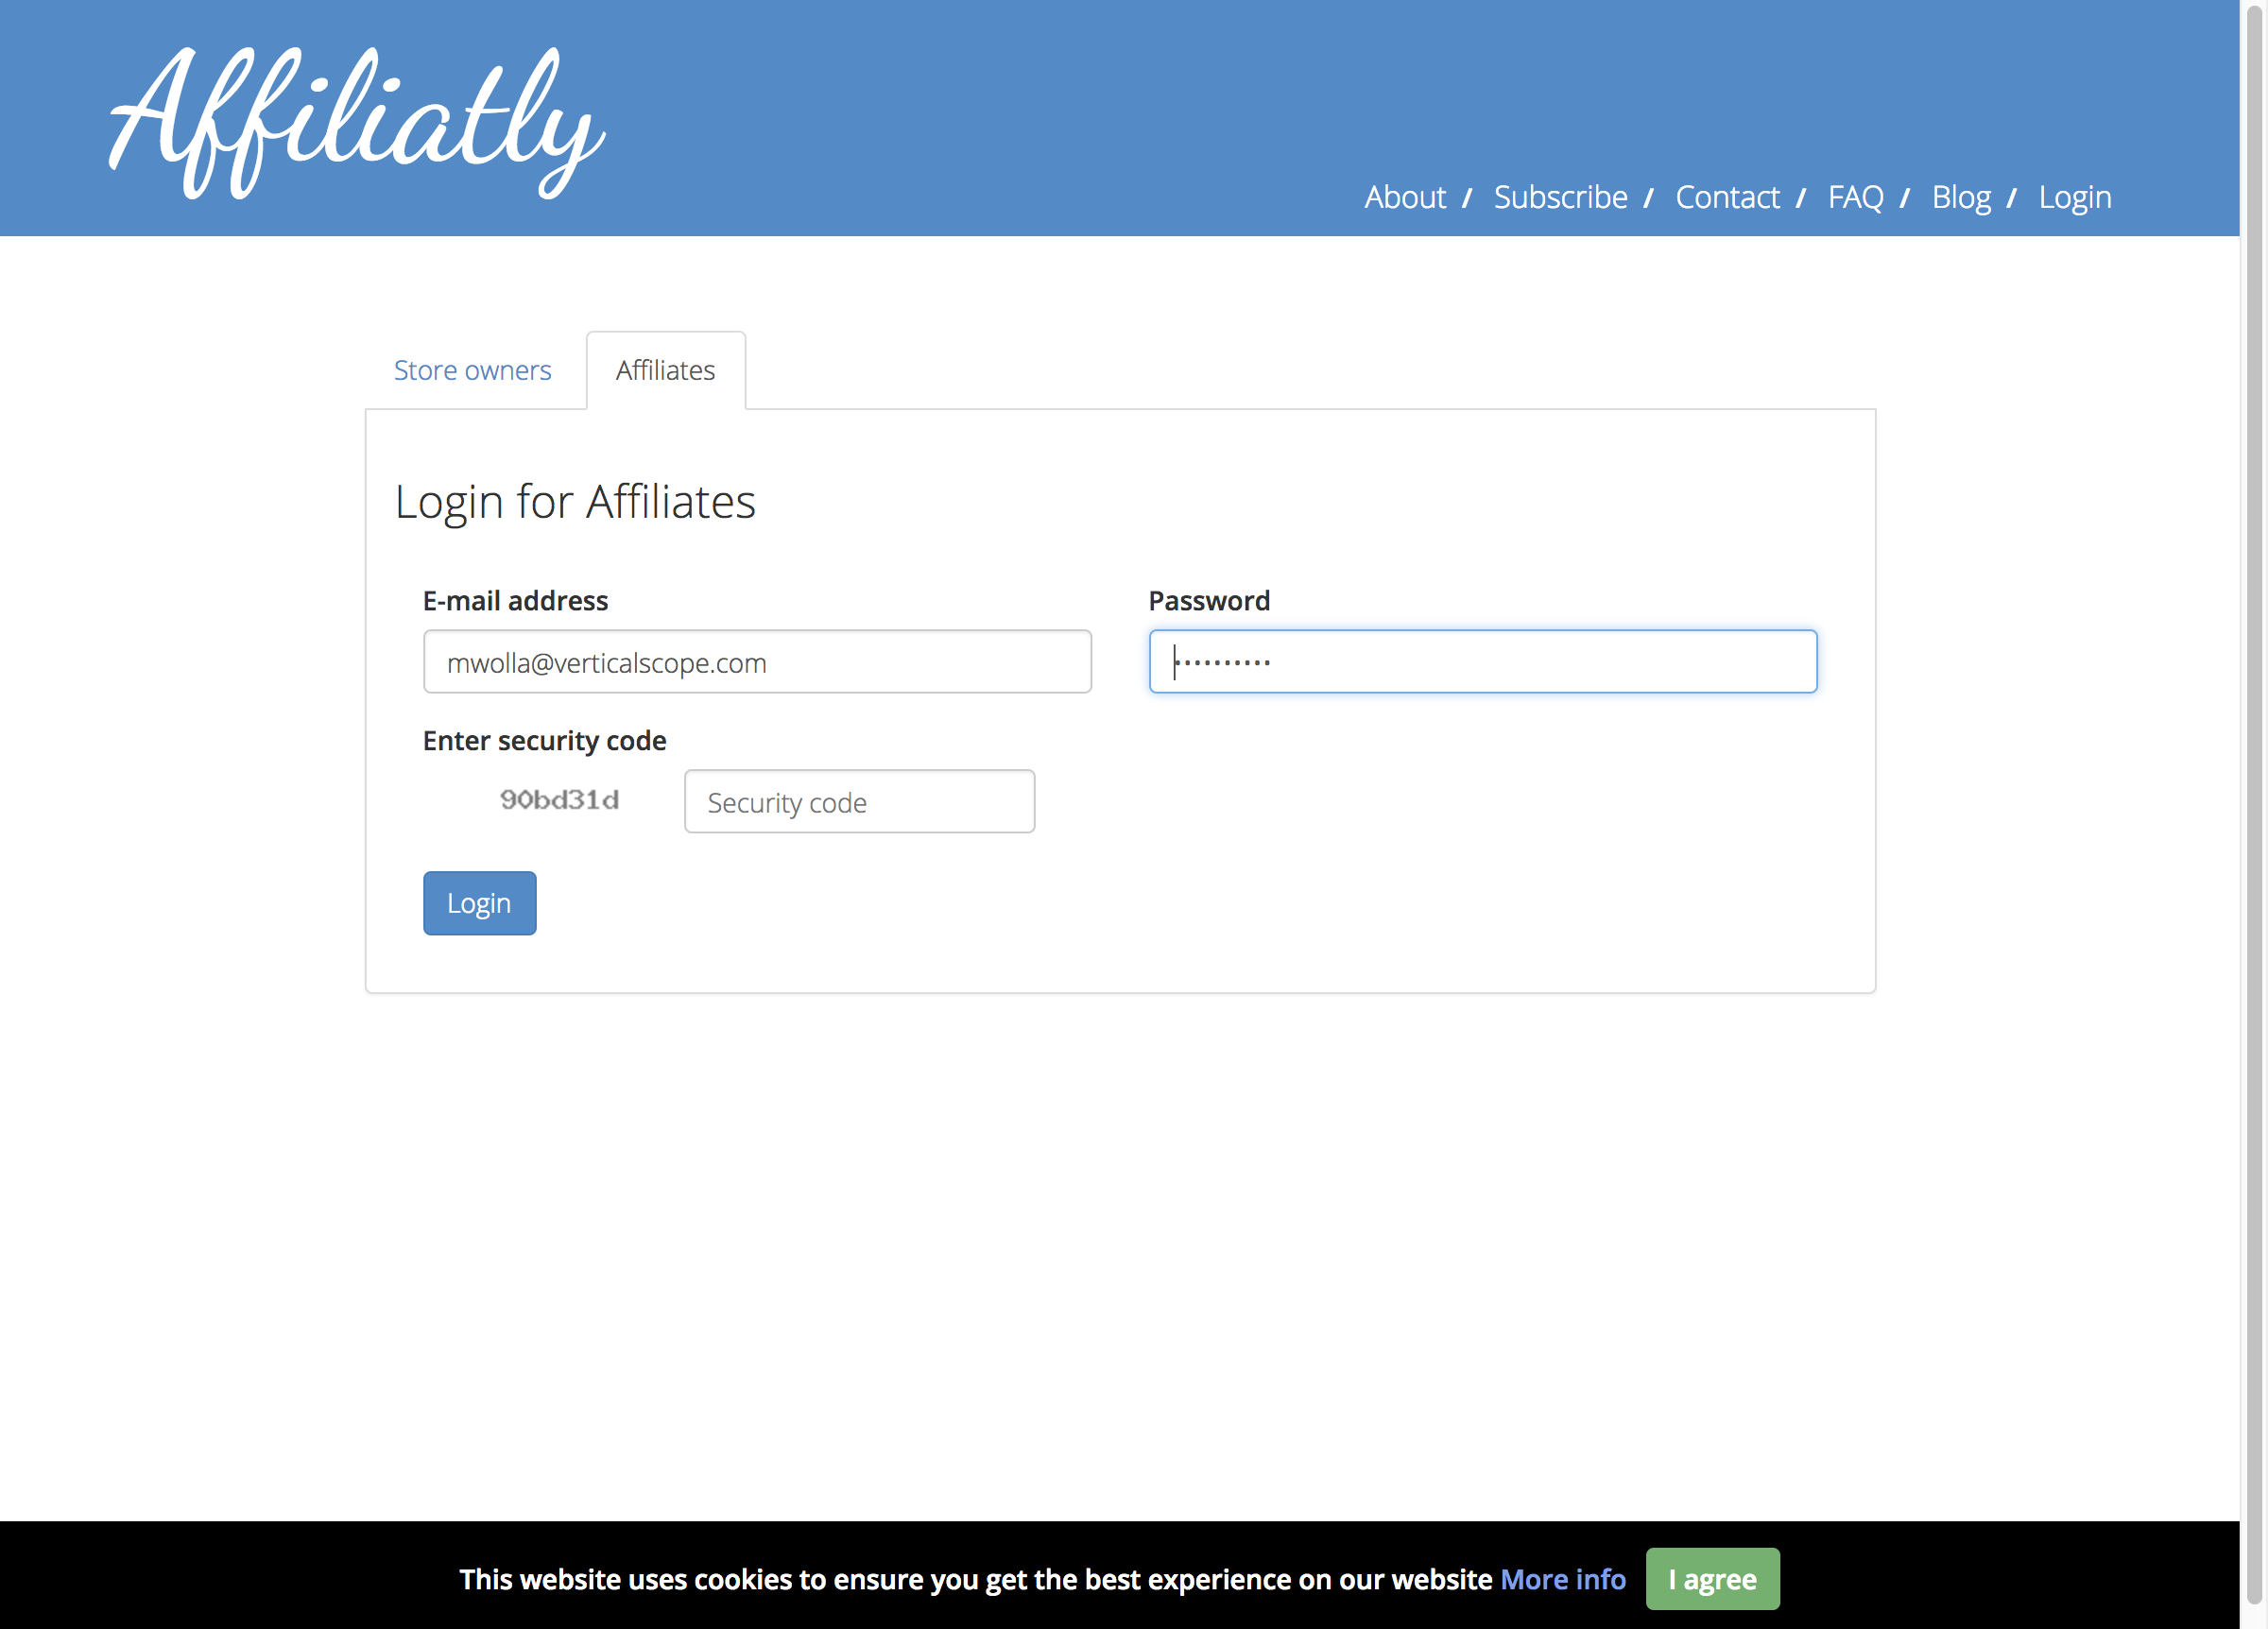 Affiliatly
About / Subscribe / Contact / FAQ / Blog / Login
Store owners
Affiliates
Login for Affiliates
E-mail address
Password
mwolla@verticalscope.com
••••••••••
Enter security code
90bd31d
Security code
Login
This website uses cookies to ensure you get the best experience on our website More info
I agree